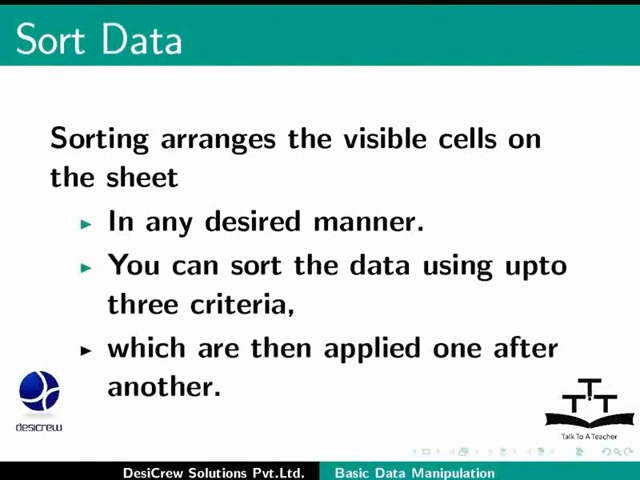 Sort Data
Sorting arranges the visible cells on
the sheet
In any desired manner.
You can sort the data using upto
three criteria,
which are then applied one after
another.
desicrew
TTT
Talk To A Teacher
DesiCrew Solutions Pvt.Ltd. Basic Data Manipulation